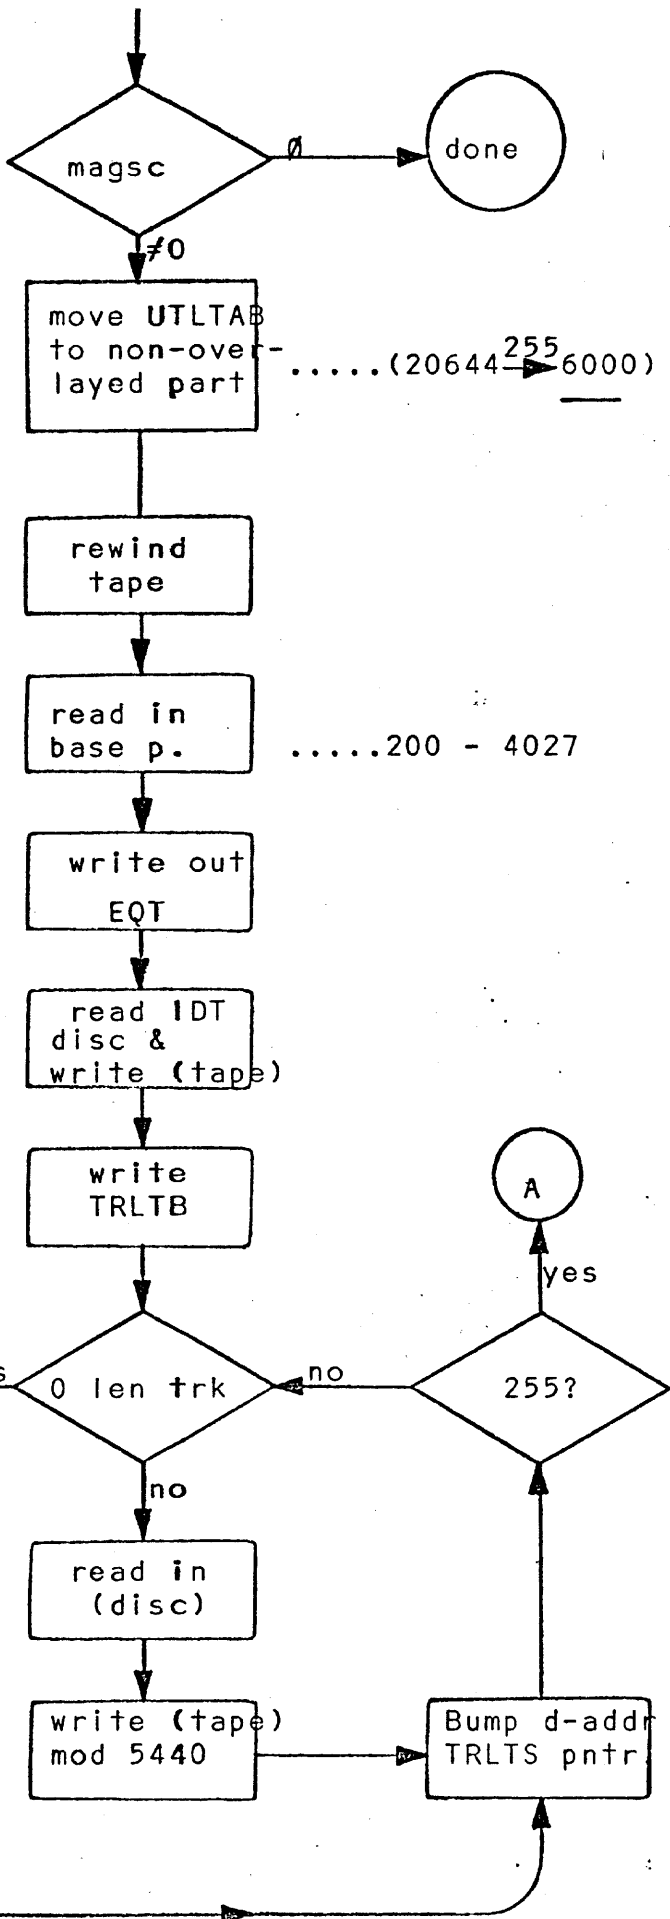 magsc
Ø
done
≠0
move UTLTAB
to non-over-
layed part
.....(20644 255 6000)
rewind
tape
read in
base p.
.....200 - 4027
write out
EQT
read IDT
disc &
write (tape)
write
TRLTB
A
yes
0 len trk
no
255?
no
read in
(disc)
write (tape)
mod 5440
Bump d-addr
TRLTS pntr.